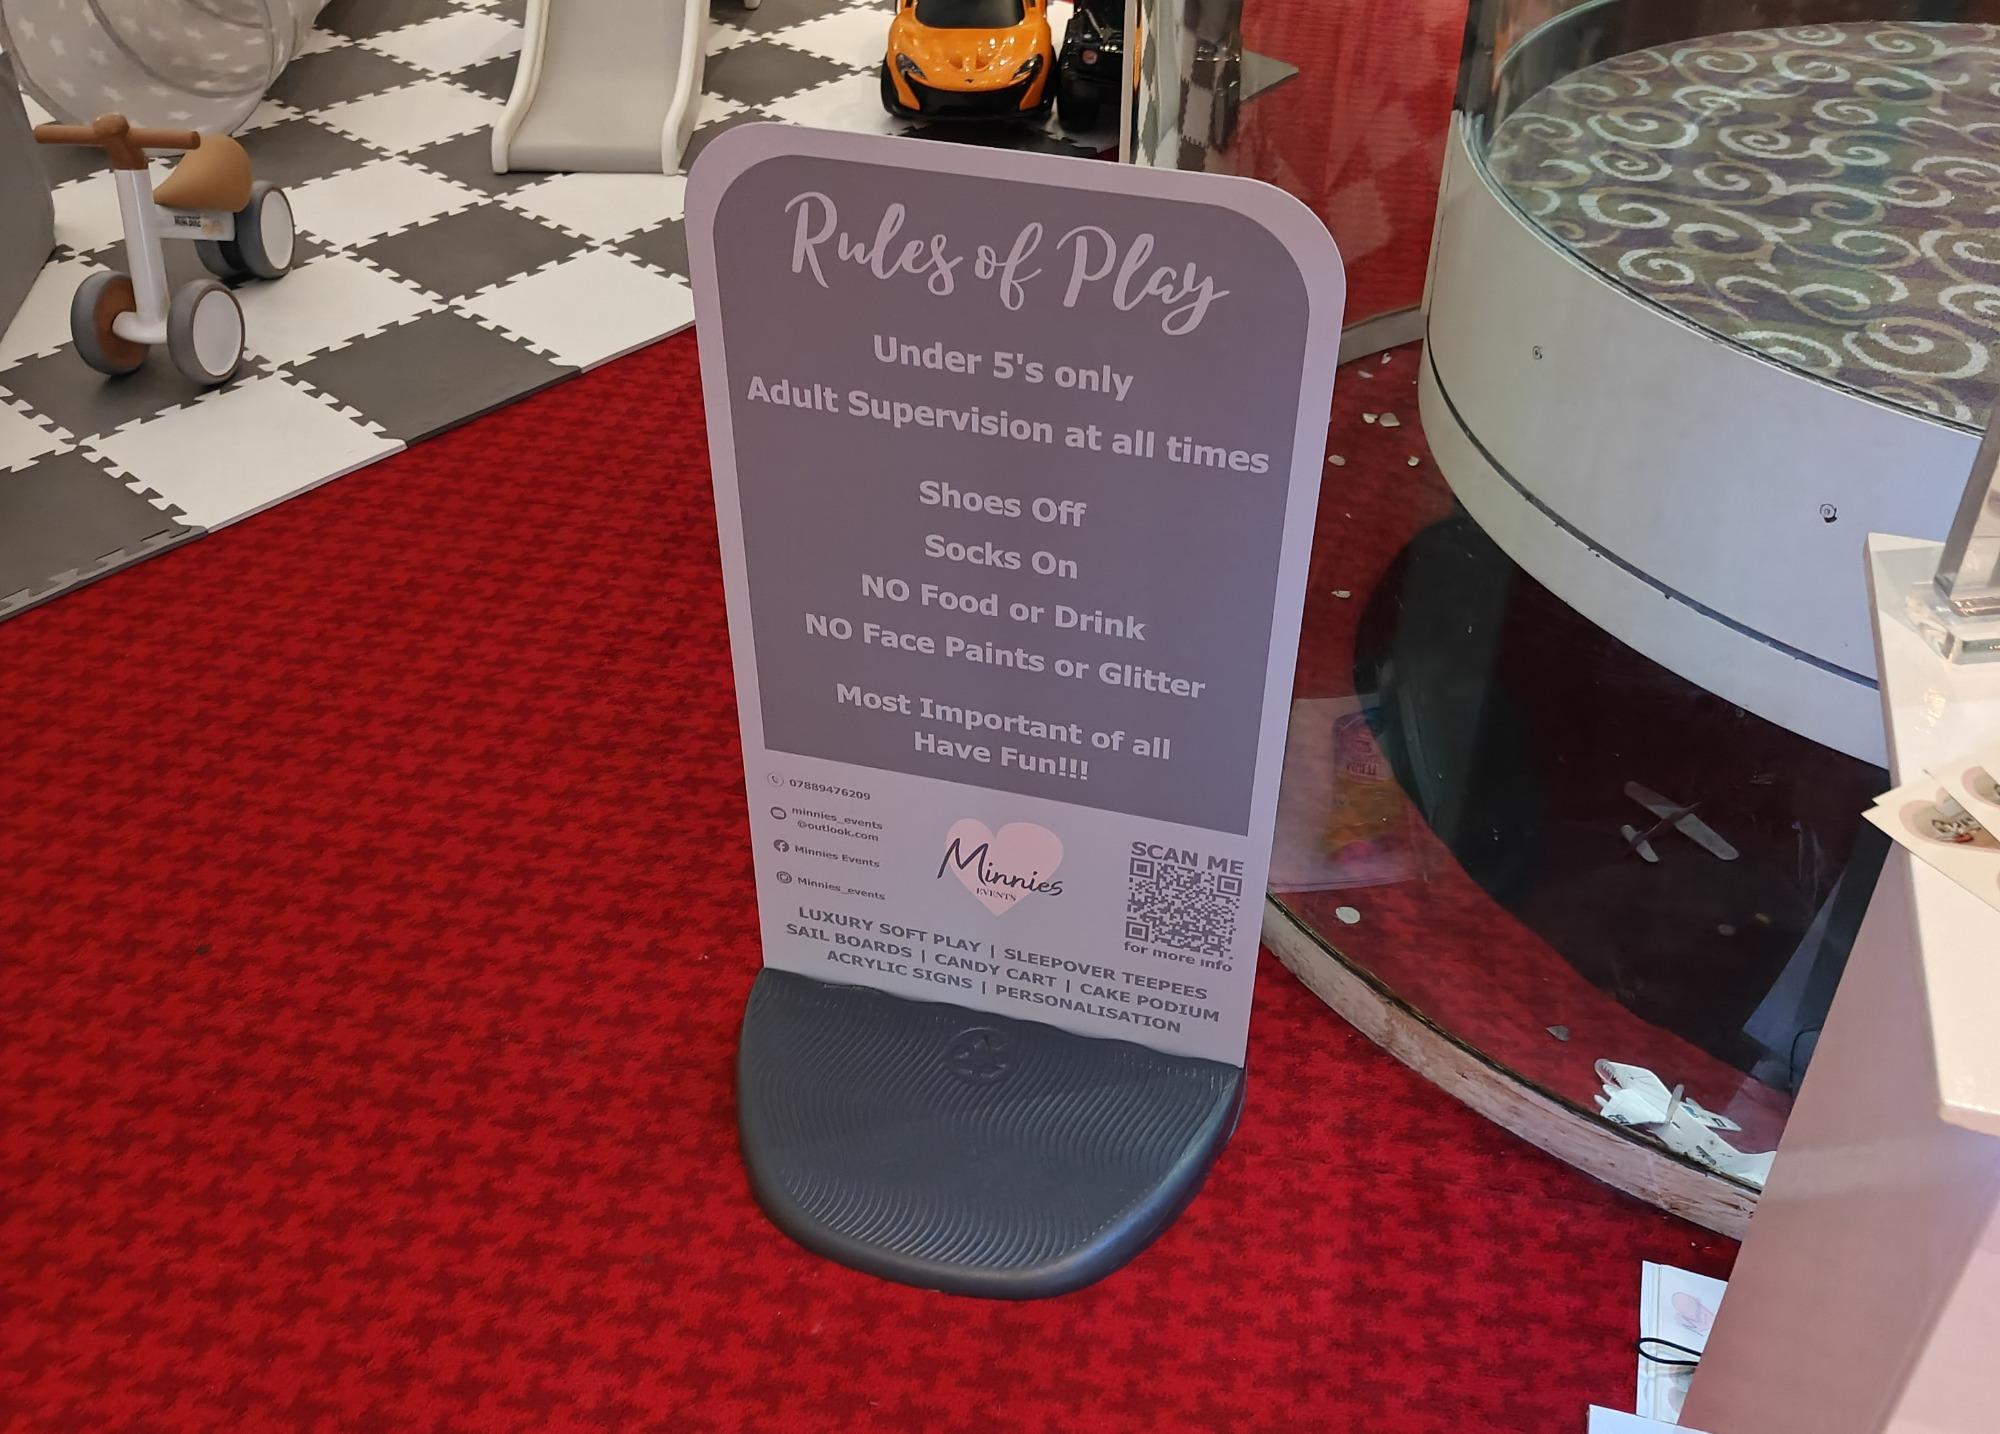 Rules of Play
Under 5's only
Adult Supervision at all times
Shoes Off
Socks On
NO Food or Drink
NO Face Paints or Glitter
Most Important of all
Have Fun!!!
07889476209
minnies_events
@outlook.com
Minnies Events
Minnies_events
Minnies
EVENTS
SCAN ME
for more info
LUXURY SOFT PLAY | SLEEPOVER TEEPEES
SAIL BOARDS | CANDY CART | CAKE PODIUM
ACRYLIC SIGNS | PERSONALISATION